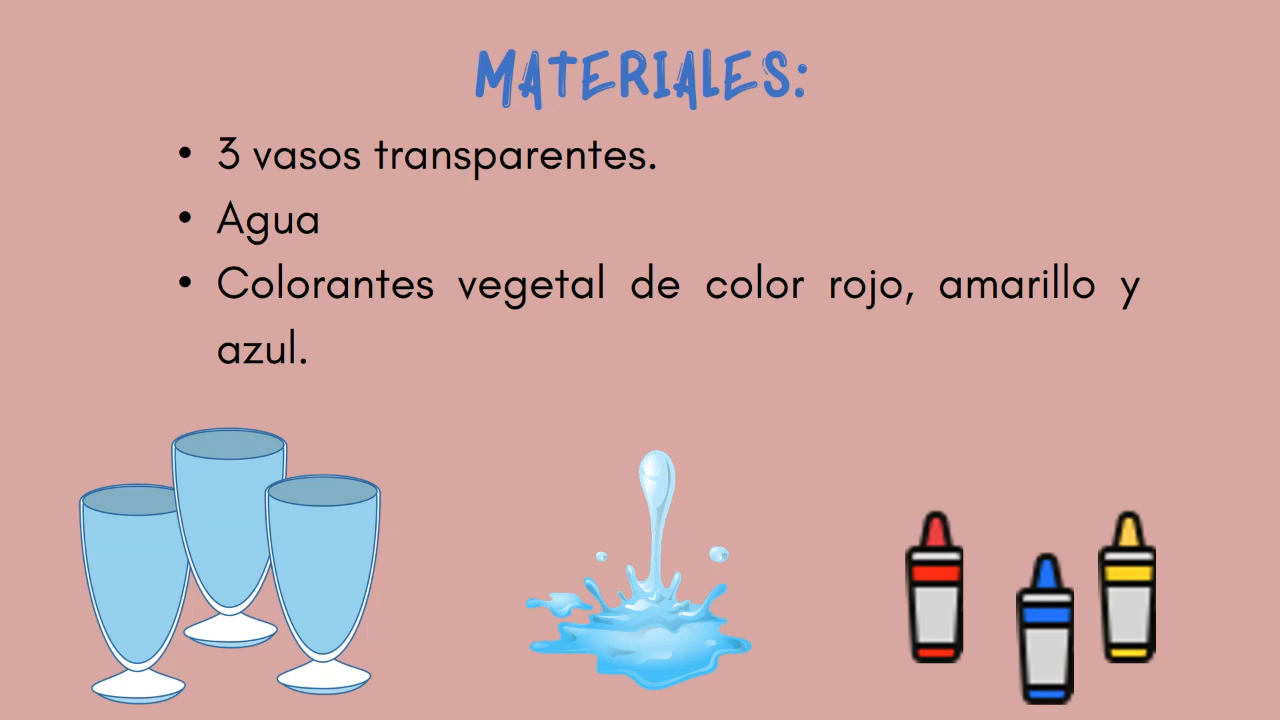 MATERIALES:
• 3 vasos transparentes.
• Agua
• Colorantes vegetal de color rojo, amarillo y
azul.